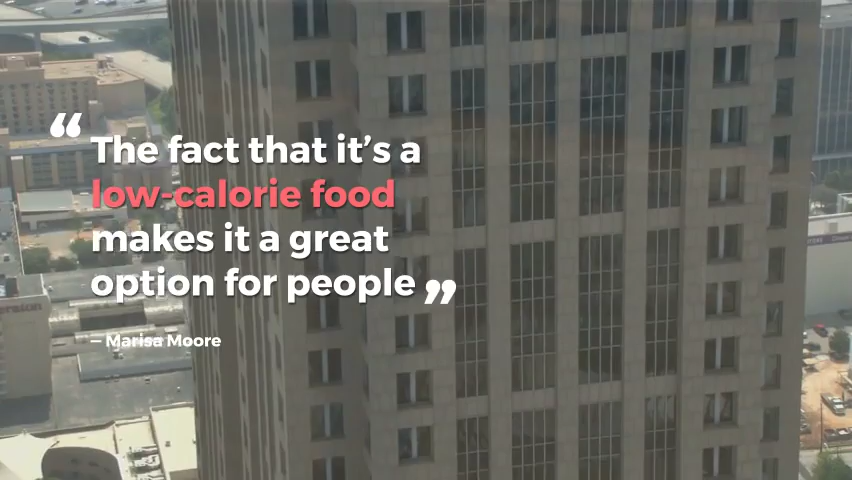 “The fact that it’s a
low-calorie food
makes it a great
option for people”
– Marisa Moore